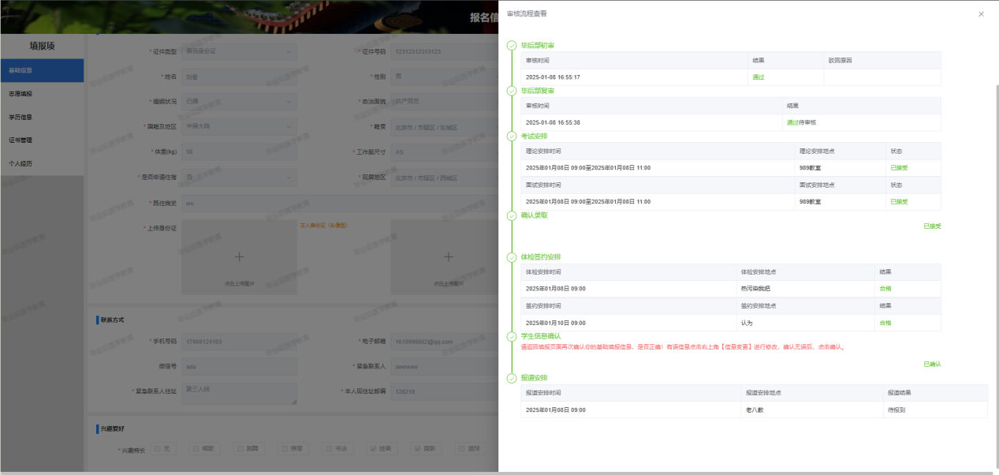 报名信
填报项
基础信息
志愿填报
学历信息
证书管理
个人经历
* 证件类型 居民身份证
* 证件号码 12312312313123
* 姓名 刘香
* 性别 男
* 婚姻状况 已婚
* 政治面貌 共产党员
* 国籍及地区 中国大陆
* 籍贯 北京市 / 市辖区 / 东城区
* 体重(kg) 56
* 工作服尺寸 AS
* 是否申请住宿 否
* 现居地区 北京市 / 市辖区 / 西城区
* 既往病史 wu
* 上传身份证
本人身份证（头像面）
点击上传图片
点击上传图片
联系方式
* 手机号码 17608124103
* 电子邮箱 1610990662@qq.com
微信号 ada
* 紧急联系人 awewaw
* 紧急联系人住址 第三人民
* 本人现住址邮编 128219
兴趣爱好
* 兴趣特长 无 唱歌 跳舞 弹琴 书法 绘画 摄影 篮球
审核流程查看
毕后部初审
审核时间 结果 驳回原因
2025-01-08 16:55:17 通过
毕后部复审
审核时间 结果
2025-01-08 16:55:38 通过待审核
考试安排
理论安排时间 理论安排地点 状态
2025年01月08日 09:00至2025年01月08日 11:00 989教室 已接受
面试安排时间 面试安排地点 状态
2025年01月08日 09:00至2025年01月08日 11:00 989教室 已接受
确认录取
已接受
体检签约安排
体检安排时间 体检安排地点 结果
2025年01月08日 09:00 热污染我把 合格
签约安排时间 签约安排地点 结果
2025年01月10日 09:00 认为 合格
学生信息确认
请返回填报页面再次确认你的基础填报信息，是否正确！有误信息点击右上角【信息变更】进行修改，确认无误后，点击确认。
已确认
报道安排
报道安排时间 报道安排地点 报道结果
2025年01月08日 09:00 老八教 待报到